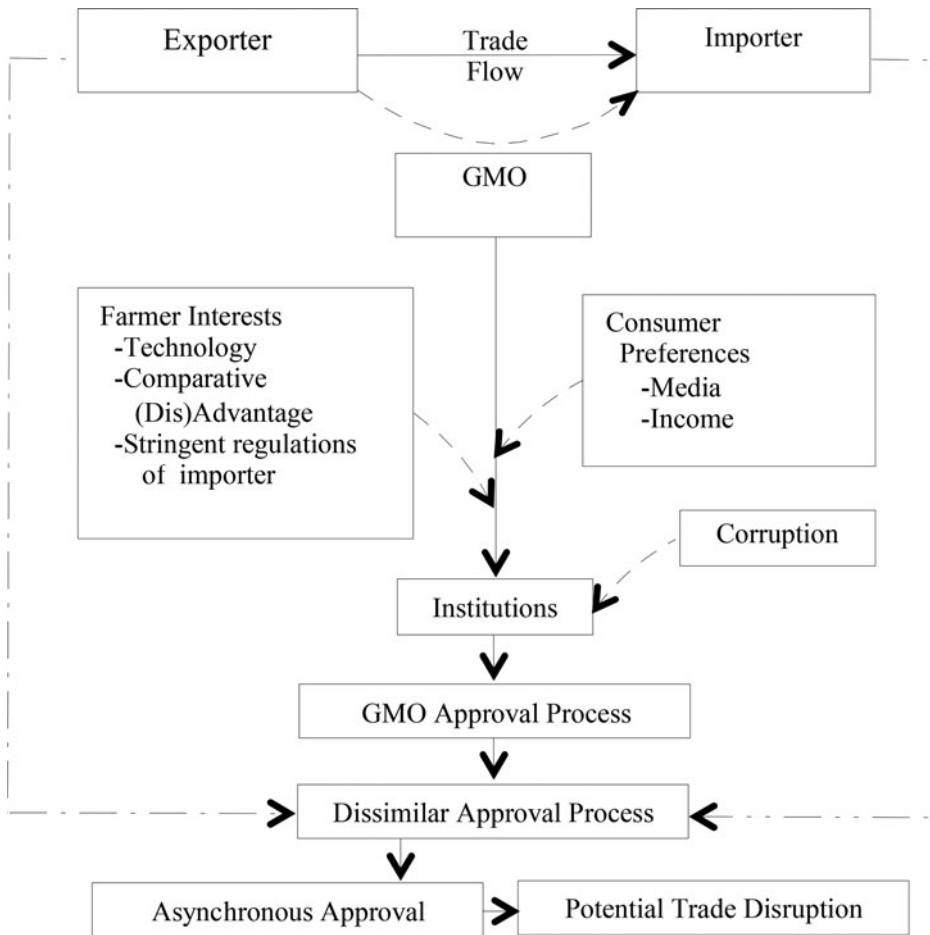 Exporter
Trade
Flow
Importer
GMO
Farmer Interests
-Technology
-Comparative
(Dis)Advantage
-Stringent regulations
of importer
Consumer
Preferences
-Media
-Income
Corruption
Institutions
GMO Approval Process
Dissimilar Approval Process
Asynchronous Approval
Potential Trade Disruption